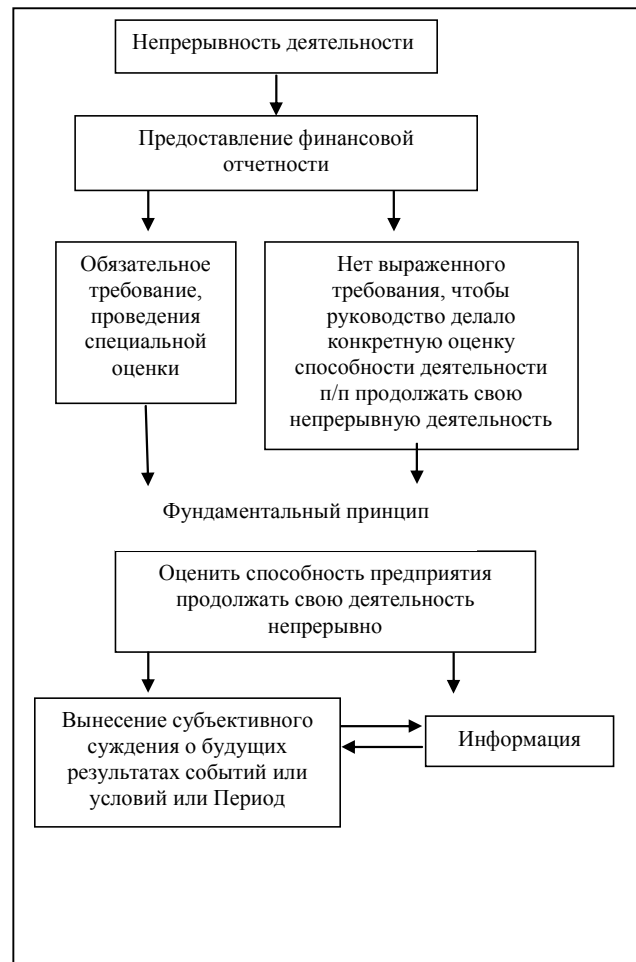 Непрерывность деятельности
Предоставление финансовой
отчетности
Обязательное
требование,
проведения
специальной
оценки
Нет выраженного
требования, чтобы
руководство делало
конкретную оценку
способности деятельности
п/п продолжать свою
непрерывную деятельность
Фундаментальный принцип
Оценить способность предприятия
продолжать свою деятельность
непрерывно
Вынесение субъективного
суждения о будущих
результатах событий или
условий или Период
Информация